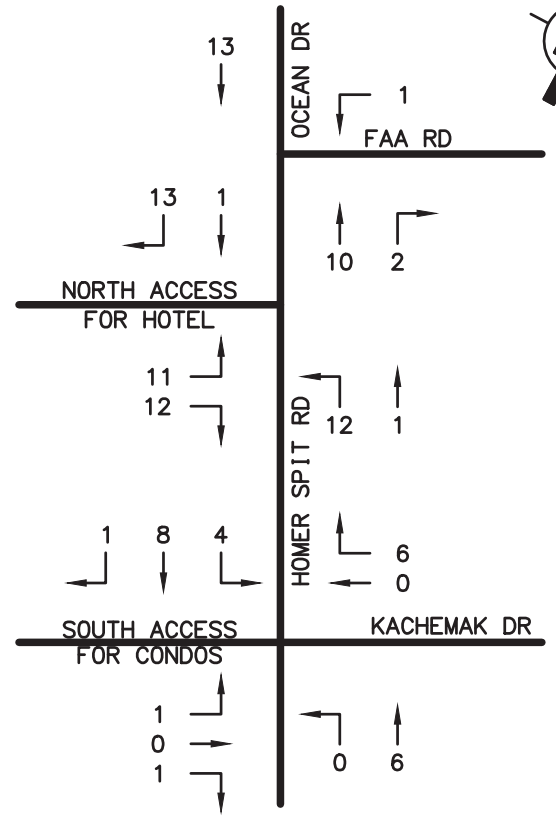 13
OCEAN DR
1
FAA RD
13 1
10 2
NORTH ACCESS
FOR HOTEL
11
12
12 1
HOMER SPIT RD
1 8 4
6
0
SOUTH ACCESS
FOR CONDOS
KACHEMAK DR
1
0
1
0 6